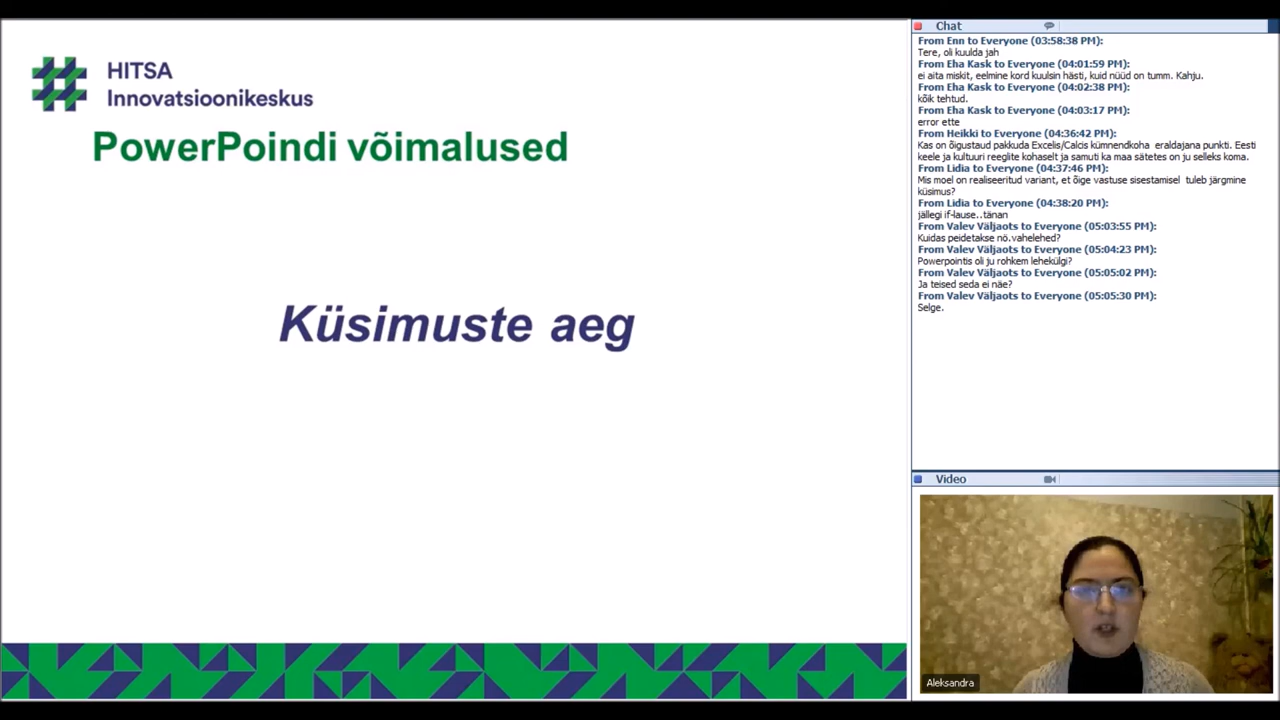 HITSA
Innovatsioonikeskus
PowerPoindi võimalused
Küsimuste aeg
Chat
From Enn to Everyone (03:58:38 PM):
Tere, oli kuulda jah
From Eha Kask to Everyone (04:01:59 PM):
ei aita miskit, eelmine kord kuulsin hästi, kuid nüüd on tumm. Kahju.
From Eha Kask to Everyone (04:02:38 PM):
kõik tehtud.
From Eha Kask to Everyone (04:03:17 PM):
error ette
From Heikki to Everyone (04:36:42 PM):
Kas on õigustaud pakkuda Excelis/Calcis kümnendkoha eraldajana punkti. Eesti
keele ja kultuuri reeglite kohaselt ja samuti ka maa sätetes on ju selleks koma.
From Lidia to Everyone (04:37:46 PM):
Mis moel on realiseeritud variant, et õige vastuse sisestamisel tuleb järgmine
küsimus?
From Lidia to Everyone (04:38:20 PM):
jällegi if-lause..tänan
From Valev Väljaots to Everyone (05:03:55 PM):
Kuidas peidetakse nö.vahelehed?
From Valev Väljaots to Everyone (05:04:23 PM):
Powerpointis oli ju rohkem lehekülgi?
From Valev Väljaots to Everyone (05:05:02 PM):
Ja teised seda ei näe?
From Valev Väljaots to Everyone (05:05:30 PM):
Selge.
Video
Aleksandra